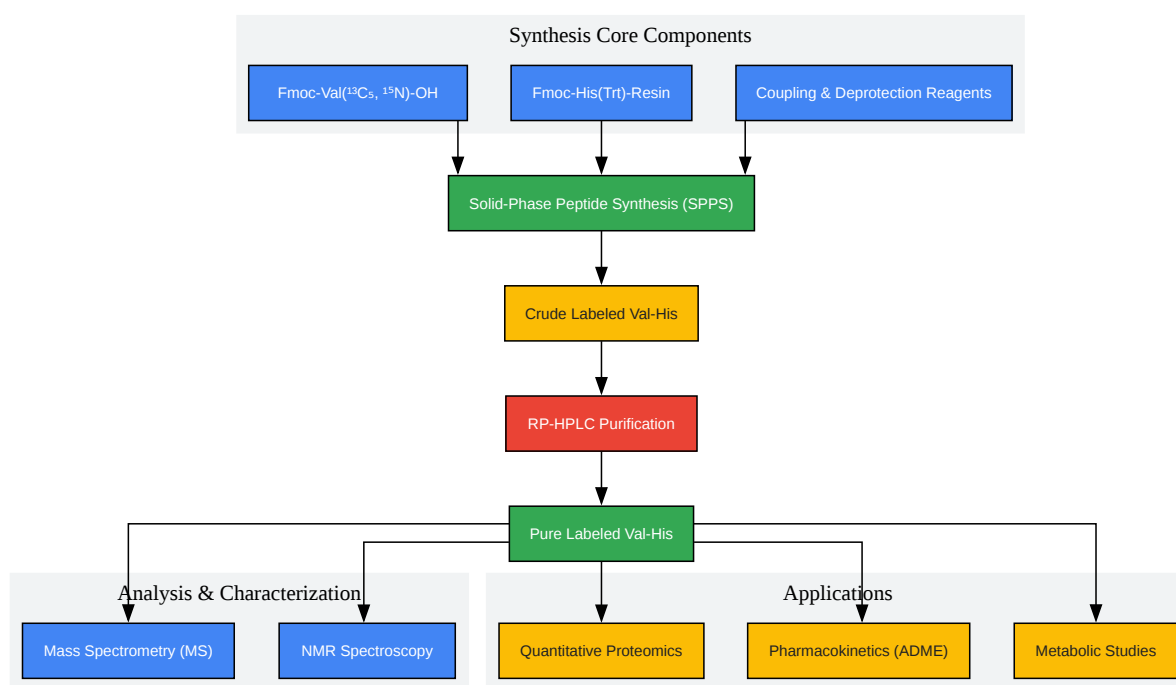 Synthesis Core Components
Fmoc-Val(¹³C₅, ¹⁵N)-OH
Fmoc-His(Trt)-Resin
Coupling & Deprotection Reagents
Solid-Phase Peptide Synthesis (SPPS)
Crude Labeled Val-His
RP-HPLC Purification
Pure Labeled Val-His
Analysis & Characterization
Applications
Mass Spectrometry (MS)
NMR Spectroscopy
Quantitative Proteomics
Pharmacokinetics (ADME)
Metabolic Studies